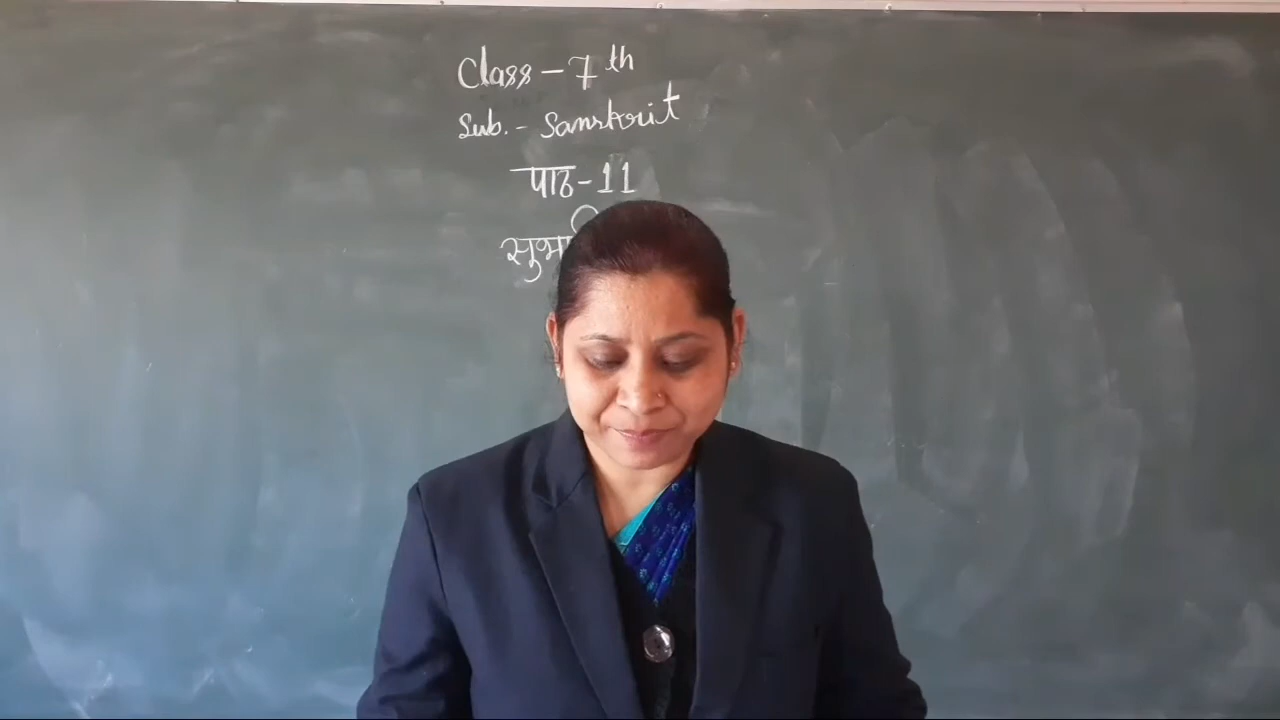 Class - 7th
Sub. - Sanskrit
पाठ - 11